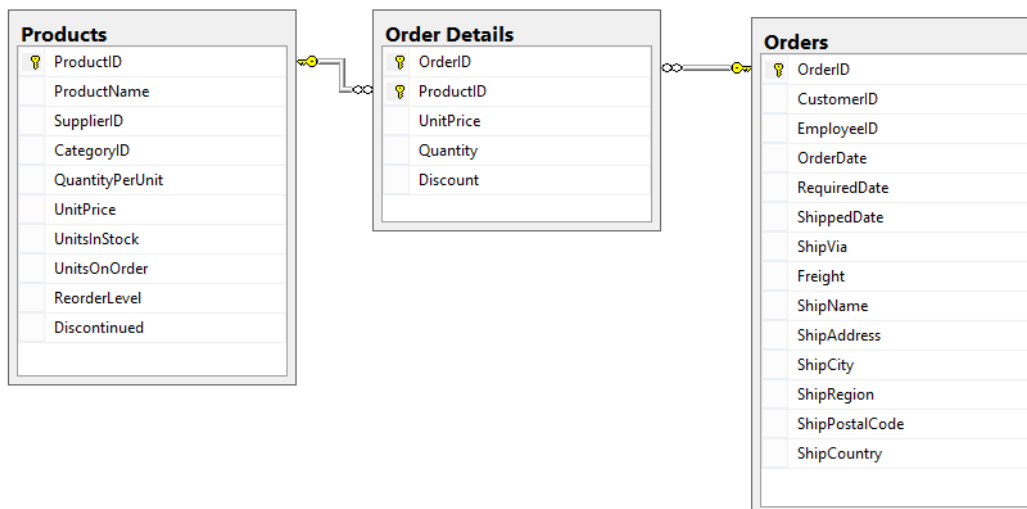 Products
ProductID
ProductName
SupplierID
CategoryID
QuantityPerUnit
UnitPrice
UnitsInStock
UnitsOnOrder
ReorderLevel
Discontinued
Order Details
OrderID
ProductID
UnitPrice
Quantity
Discount
Orders
OrderID
CustomerID
EmployeeID
OrderDate
RequiredDate
ShippedDate
ShipVia
Freight
ShipName
ShipAddress
ShipCity
ShipRegion
ShipPostalCode
ShipCountry